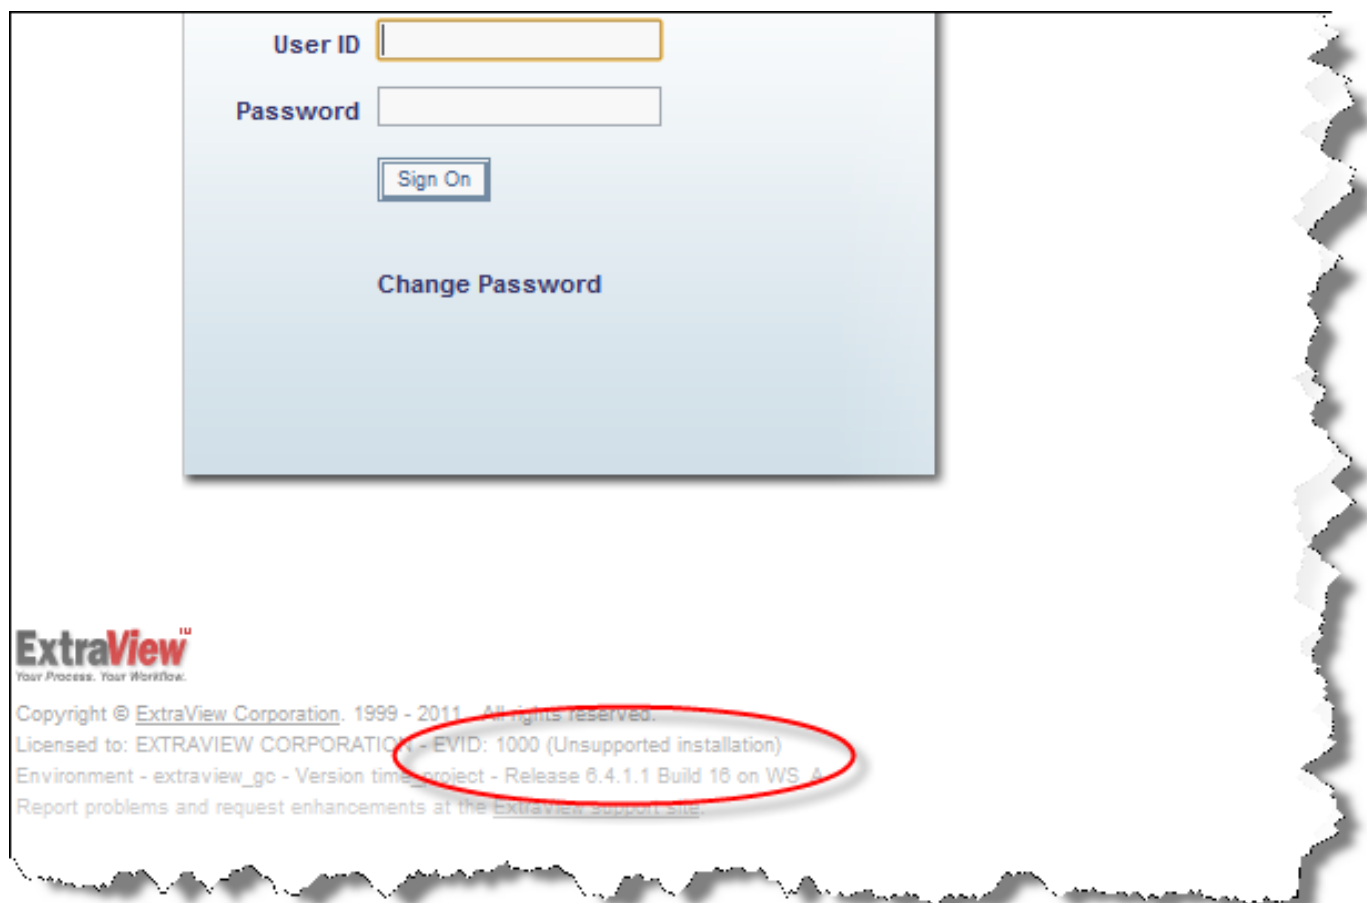 User ID
Password
Sign On
Change Password
ExtraView™
Your Process. Your Workflow.
Copyright © ExtraView Corporation. 1999 - 2011 . All rights reserved.
Licensed to: EXTRAVIEW CORPORATION - EVID: 1000 (Unsupported installation)
Environment - extraview_gc - Version time_project - Release 6.4.1.1 Build 16 on WS_A
Report problems and request enhancements at the ExtraView support site.